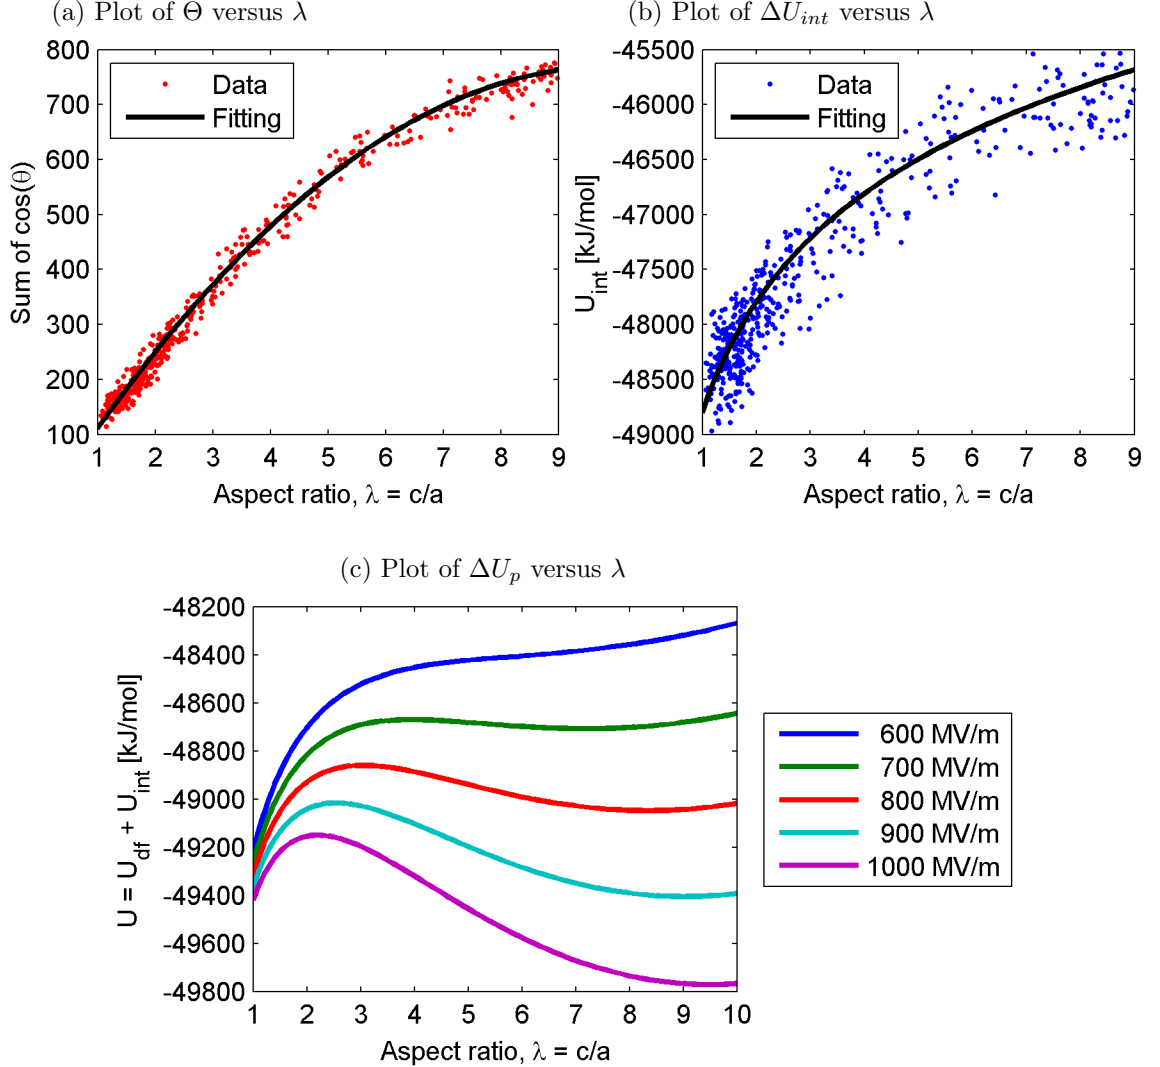 (a) Plot of Θ versus λ
800
700
600
500
400
300
200
100
Sum of cos(θ)
Data
Fitting
1 2 3 4 5 6 7 8 9
Aspect ratio, λ = c/a
(b) Plot of ΔU_int versus λ
-45500
-46000
-46500
-47000
-47500
-48000
-48500
-49000
U_int [kJ/mol]
Data
Fitting
1 2 3 4 5 6 7 8 9
Aspect ratio, λ = c/a
(c) Plot of ΔU_p versus λ
-48200
-48400
-48600
-48800
-49000
-49200
-49400
-49600
-49800
U = U_df + U_int [kJ/mol]
1 2 3 4 5 6 7 8 9 10
Aspect ratio, λ = c/a
600 MV/m
700 MV/m
800 MV/m
900 MV/m
1000 MV/m